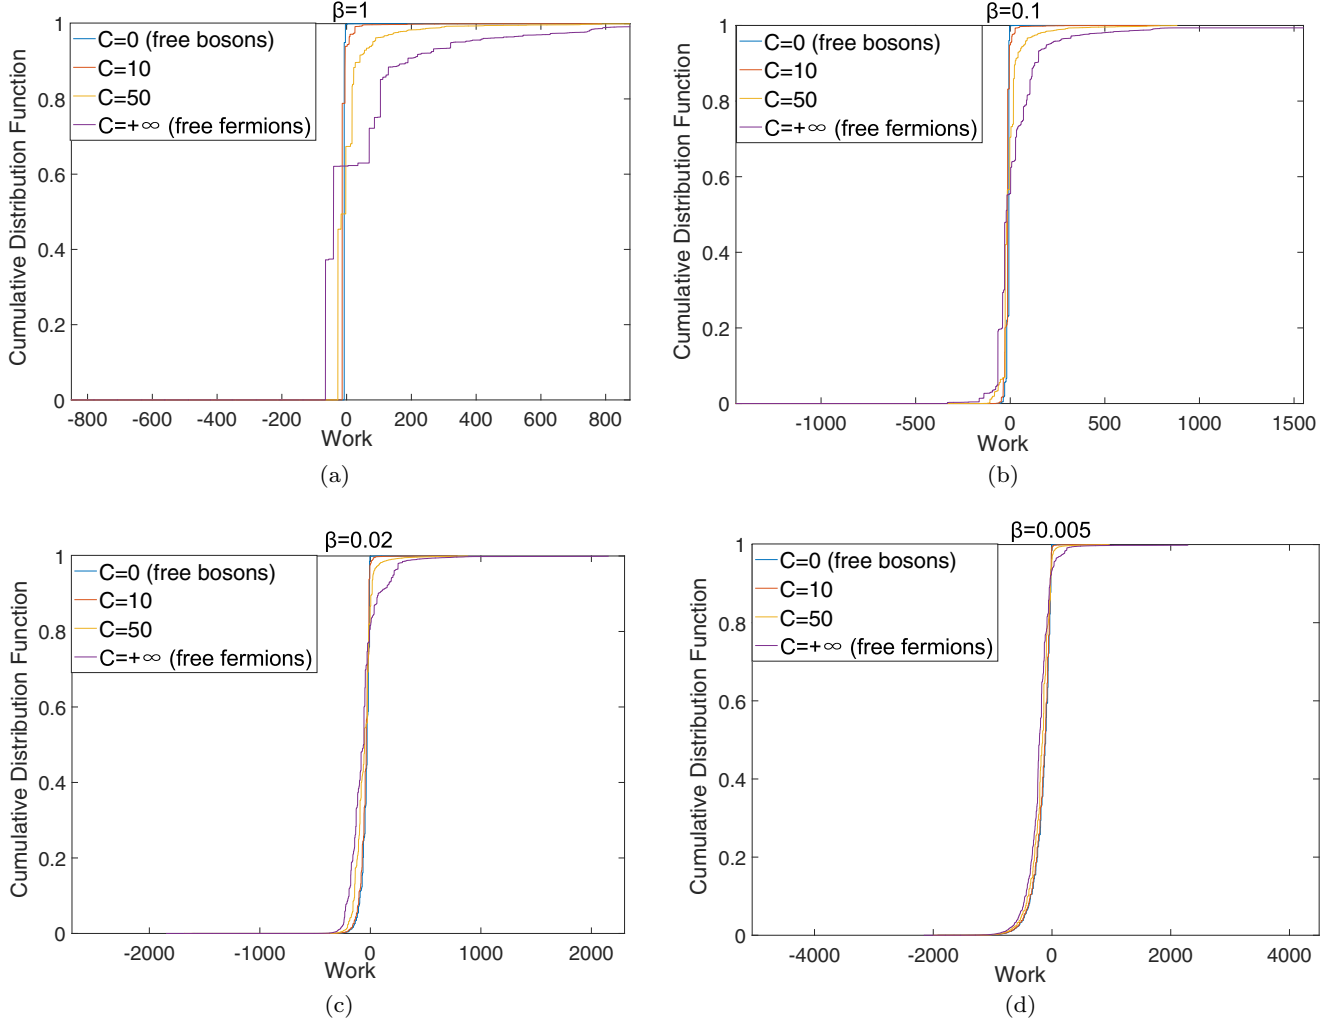 β=1
C=0 (free bosons)
C=10
C=50
C=+∞ (free fermions)
Cumulative Distribution Function
1
0.8
0.6
0.4
0.2
0
-800 -600 -400 -200 0 200 400 600 800
Work
(a)
β=0.1
C=0 (free bosons)
C=10
C=50
C=+∞ (free fermions)
Cumulative Distribution Function
1
0.8
0.6
0.4
0.2
0
-1000 -500 0 500 1000 1500
Work
(b)
β=0.02
C=0 (free bosons)
C=10
C=50
C=+∞ (free fermions)
Cumulative Distribution Function
1
0.8
0.6
0.4
0.2
0
-2000 -1000 0 1000 2000
Work
(c)
β=0.005
C=0 (free bosons)
C=10
C=50
C=+∞ (free fermions)
Cumulative Distribution Function
1
0.8
0.6
0.4
0.2
0
-4000 -2000 0 2000 4000
Work
(d)